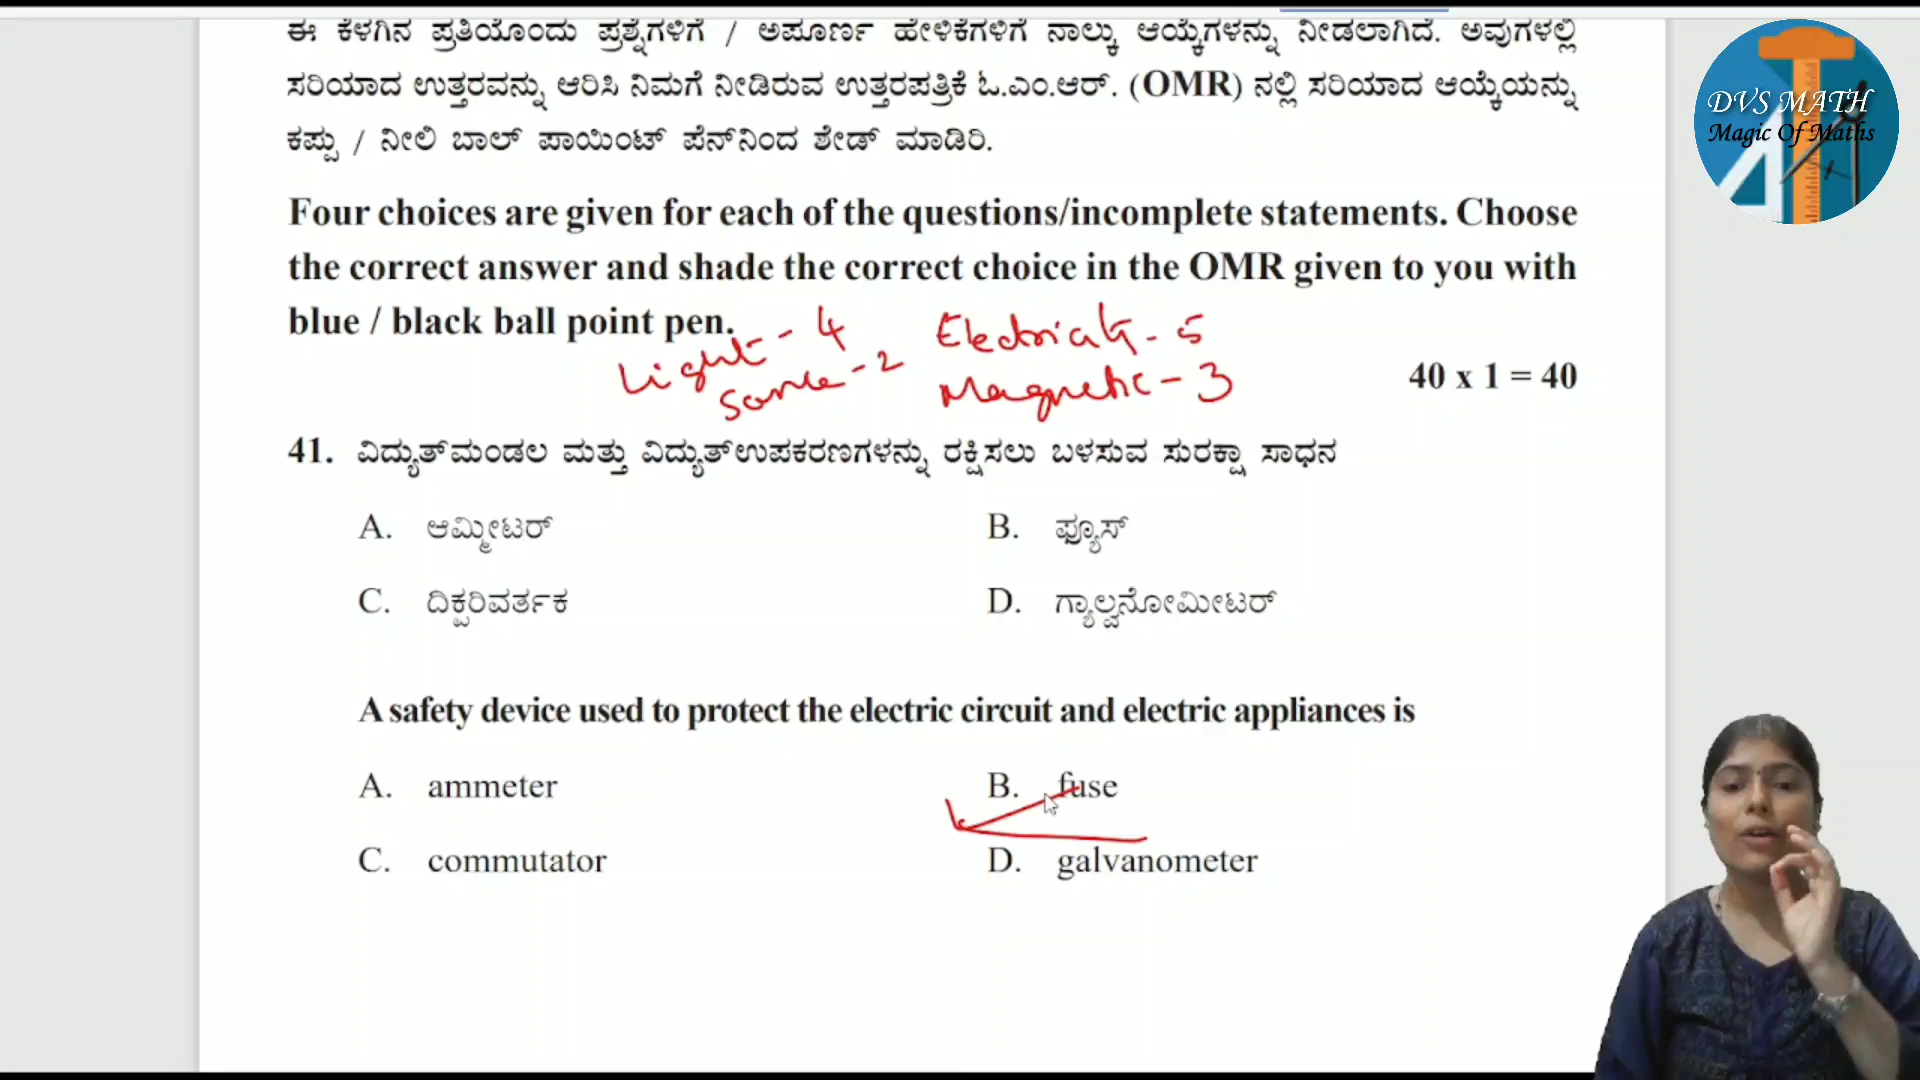 ಈ ಕೆಳಗಿನ ಪ್ರತಿಯೊಂದು ಪ್ರಶ್ನೆಗಳಿಗೆ / ಅಪೂರ್ಣ ಹೇಳಿಕೆಗಳಿಗೆ ನಾಲ್ಕು ಆಯ್ಕೆಗಳನ್ನು ನೀಡಲಾಗಿದೆ. ಅವುಗಳಲ್ಲಿ
ಸರಿಯಾದ ಉತ್ತರವನ್ನು ಆರಿಸಿ ನಿಮಗೆ ನೀಡಿರುವ ಉತ್ತರಪತ್ರಿಕೆ ಓ.ಎಂ.ಆರ್. (OMR) ನಲ್ಲಿ ಸರಿಯಾದ ಆಯ್ಕೆಯನ್ನು
ಕಪ್ಪು / ನೀಲಿ ಬಾಲ್ ಪಾಯಿಂಟ್ ಪೆನ್‌ನಿಂದ ಶೇಡ್ ಮಾಡಿರಿ.
DVS MATH
Magic Of Maths
Four choices are given for each of the questions/incomplete statements. Choose
the correct answer and shade the correct choice in the OMR given to you with
blue / black ball point pen.
Light - 4
Electricity - 5
- 2
Magnetic - 3
40 x 1 = 40
41. ವಿದ್ಯುತ್‌ಮಂಡಲ ಮತ್ತು ವಿದ್ಯುತ್‌ಉಪಕರಣಗಳನ್ನು ರಕ್ಷಿಸಲು ಬಳಸುವ ಸುರಕ್ಷಾ ಸಾಧನ
A. ಆಮ್ಮೀಟರ್ B. ಫ್ಯೂಸ್
C. ದಿಕ್ಪರಿವರ್ತಕ D. ಗ್ಯಾಲ್ವನೋಮೀಟರ್
A safety device used to protect the electric circuit and electric appliances is
A. ammeter B. fuse
C. commutator D. galvanometer